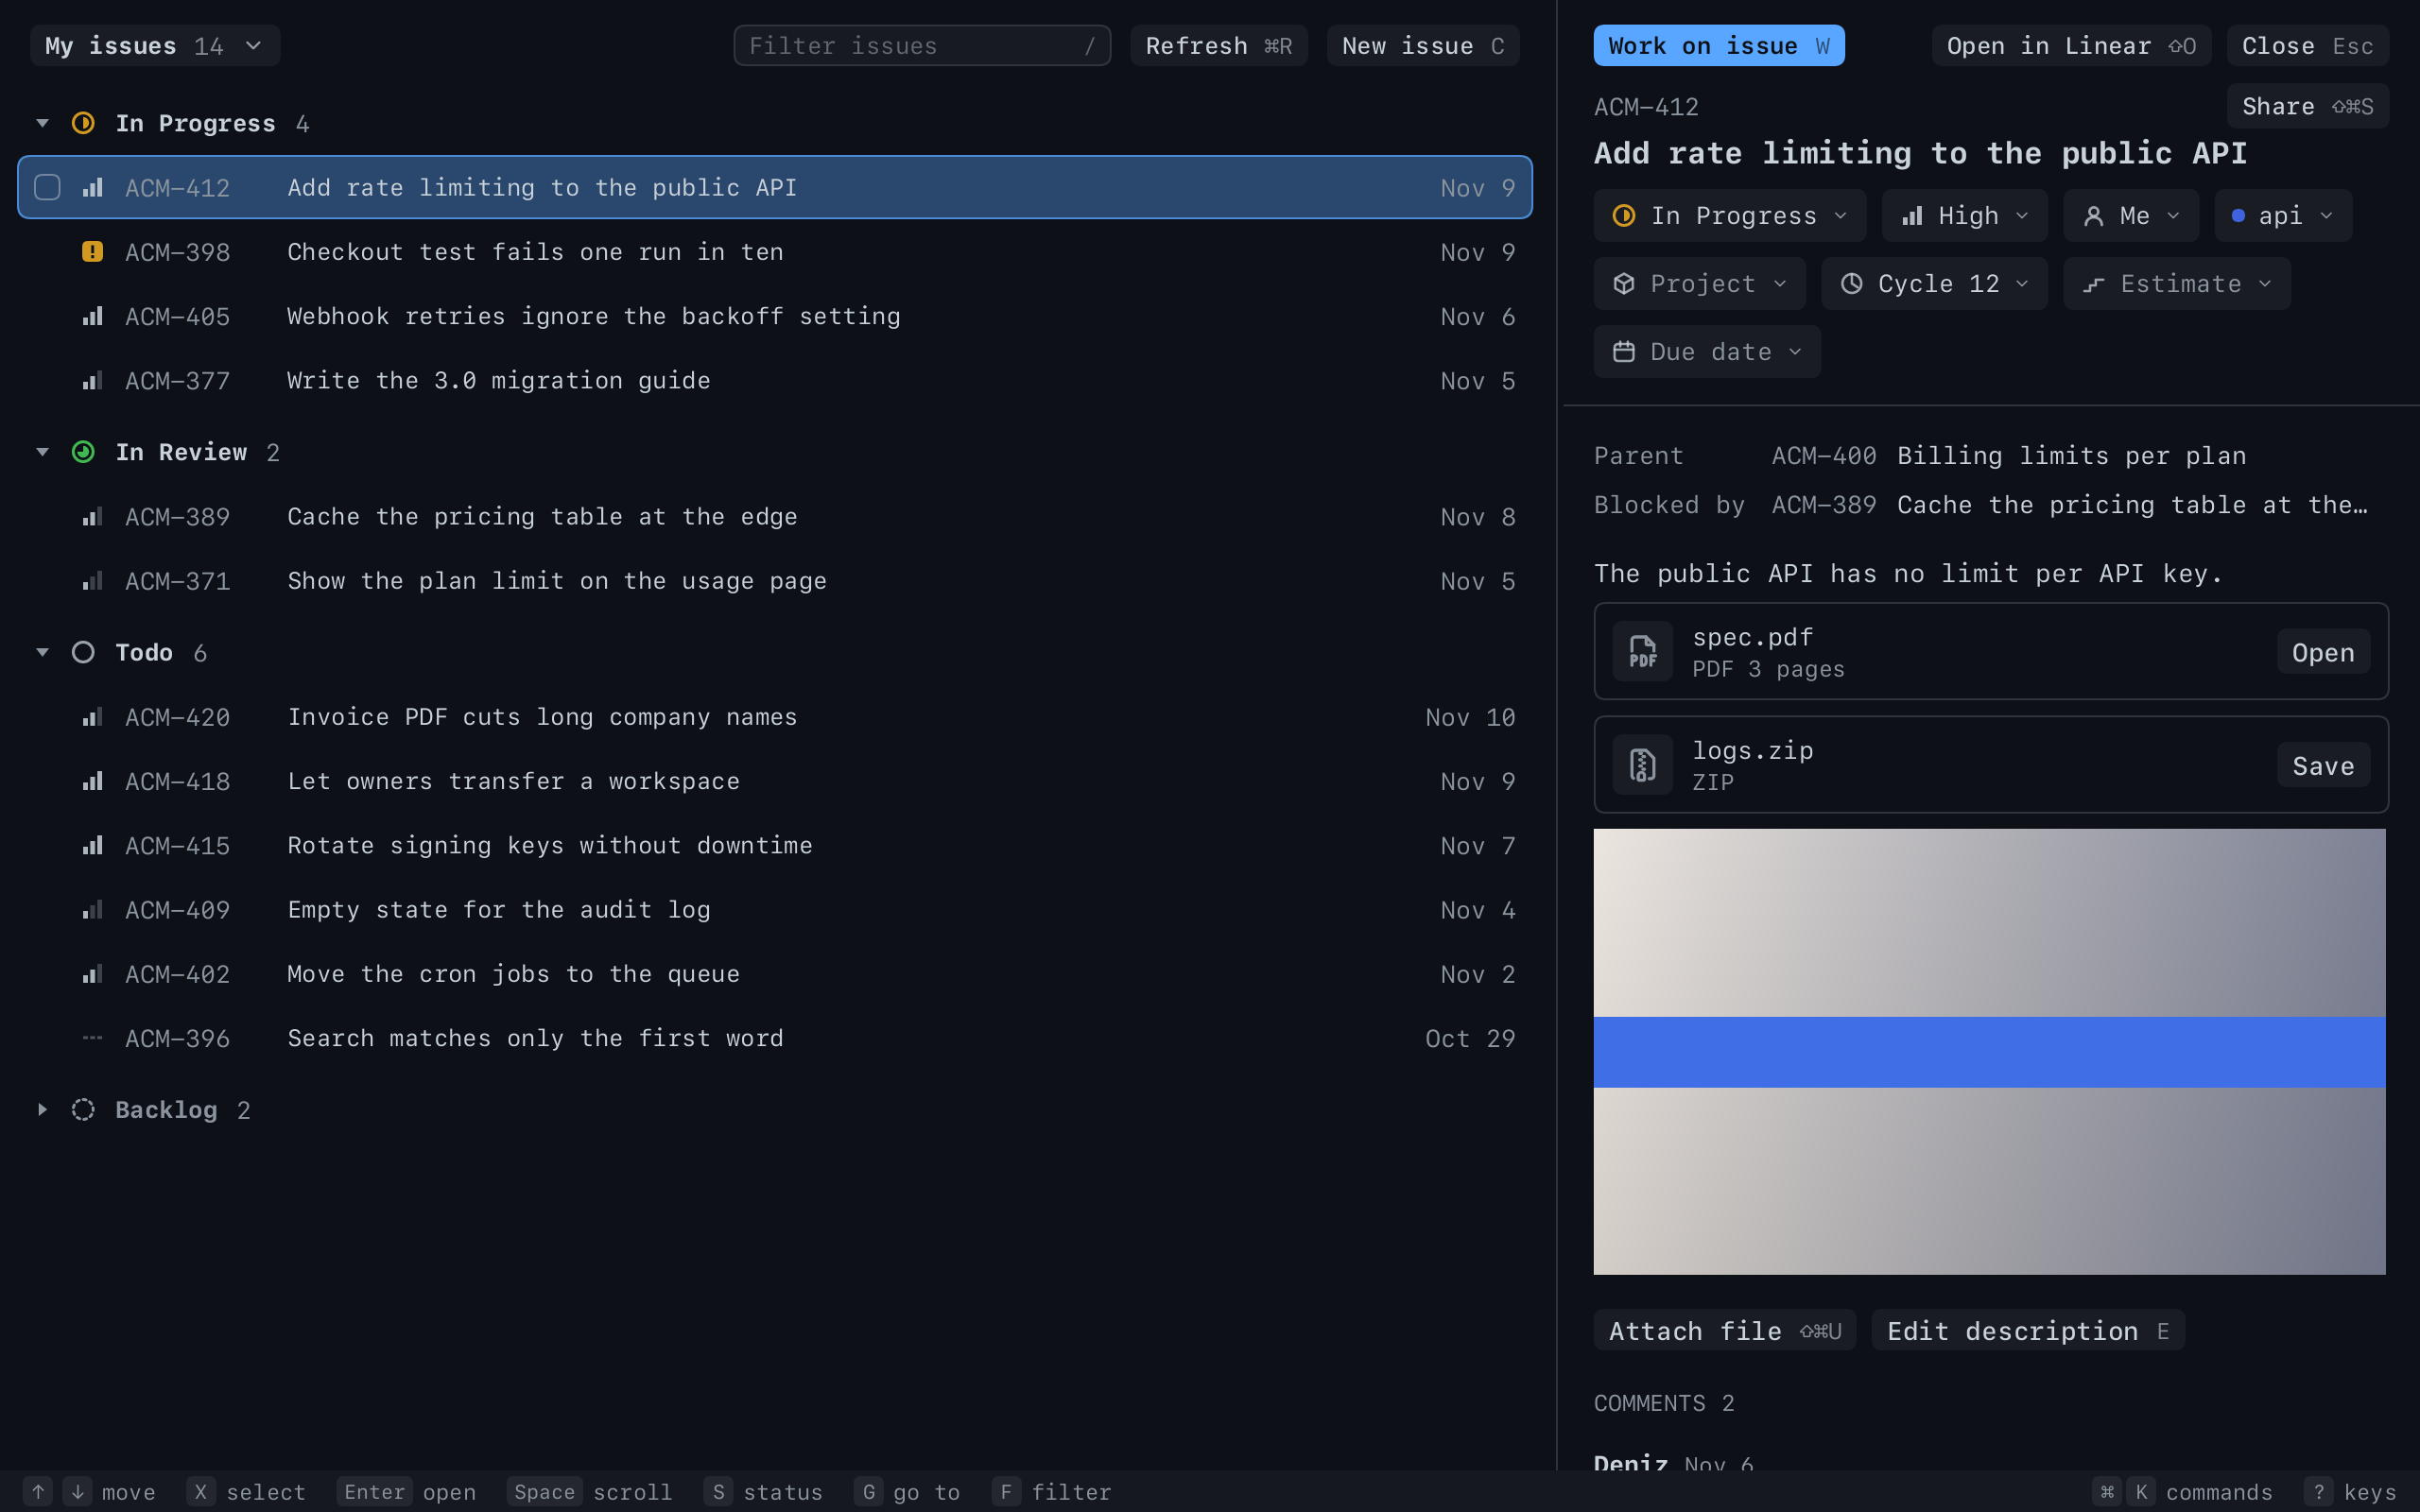 My issues 14
Filter issues /
Refresh ⌘R
New issue C
In Progress 4
ACM-412 Add rate limiting to the public API Nov 9
ACM-398 Checkout test fails one run in ten Nov 9
ACM-405 Webhook retries ignore the backoff setting Nov 6
ACM-377 Write the 3.0 migration guide Nov 5
In Review 2
ACM-389 Cache the pricing table at the edge Nov 8
ACM-371 Show the plan limit on the usage page Nov 5
Todo 6
ACM-420 Invoice PDF cuts long company names Nov 10
ACM-418 Let owners transfer a workspace Nov 9
ACM-415 Rotate signing keys without downtime Nov 7
ACM-409 Empty state for the audit log Nov 4
ACM-402 Move the cron jobs to the queue Nov 2
ACM-396 Search matches only the first word Oct 29
Backlog 2
Work on issue W
Open in Linear ⇧O
Close Esc
ACM-412
Share ⇧⌘S
Add rate limiting to the public API
In Progress High Me api
Project Cycle 12 Estimate
Due date
Parent ACM-400 Billing limits per plan
Blocked by ACM-389 Cache the pricing table at the…
The public API has no limit per API key.
PDF
spec.pdf
PDF 3 pages
Open
logs.zip
ZIP
Save
Attach file ⇧⌘U
Edit description E
COMMENTS 2
Deniz Nov 6
↑ ↓ move X select Enter open Space scroll S status G go to F filter ⌘ K commands ? keys